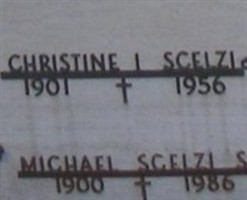 CHRISTINE I SCELZI
1901 † 1956
MICHAEL SCELZI S
1900 † 1986